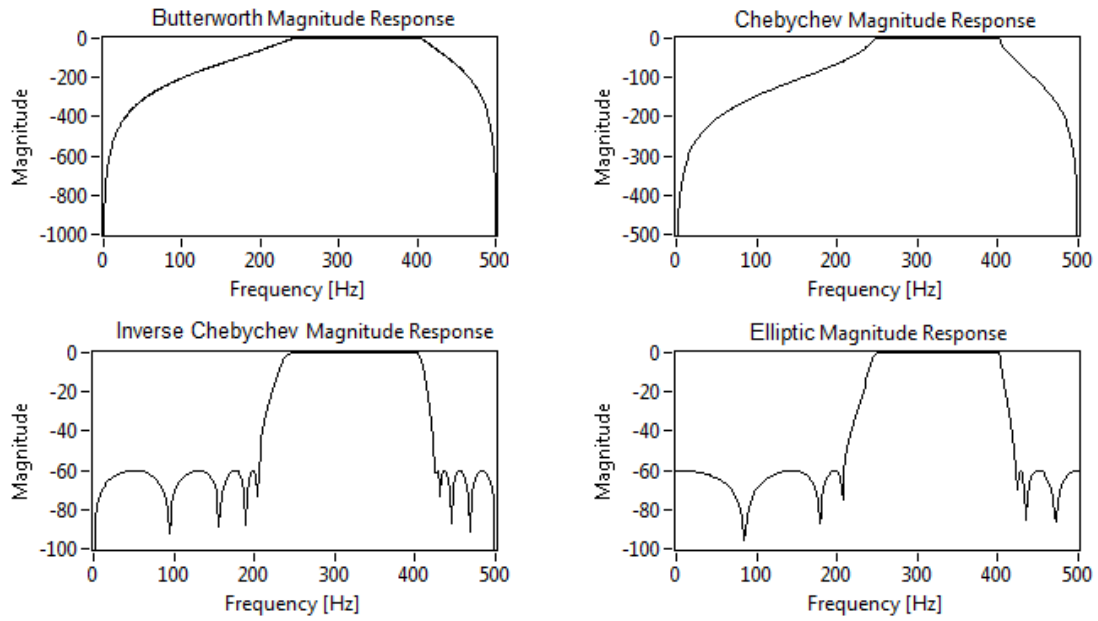 Butterworth Magnitude Response
Magnitude
0
-200
-400
-600
-800
-1000
0 100 200 300 400 500
Frequency [Hz]
Chebychev Magnitude Response
Magnitude
0
-100
-200
-300
-400
-500
0 100 200 300 400 500
Frequency [Hz]
Inverse Chebychev Magnitude Response
Magnitude
0
-20
-40
-60
-80
-100
0 100 200 300 400 500
Frequency [Hz]
Elliptic Magnitude Response
Magnitude
0
-20
-40
-60
-80
-100
0 100 200 300 400 500
Frequency [Hz]